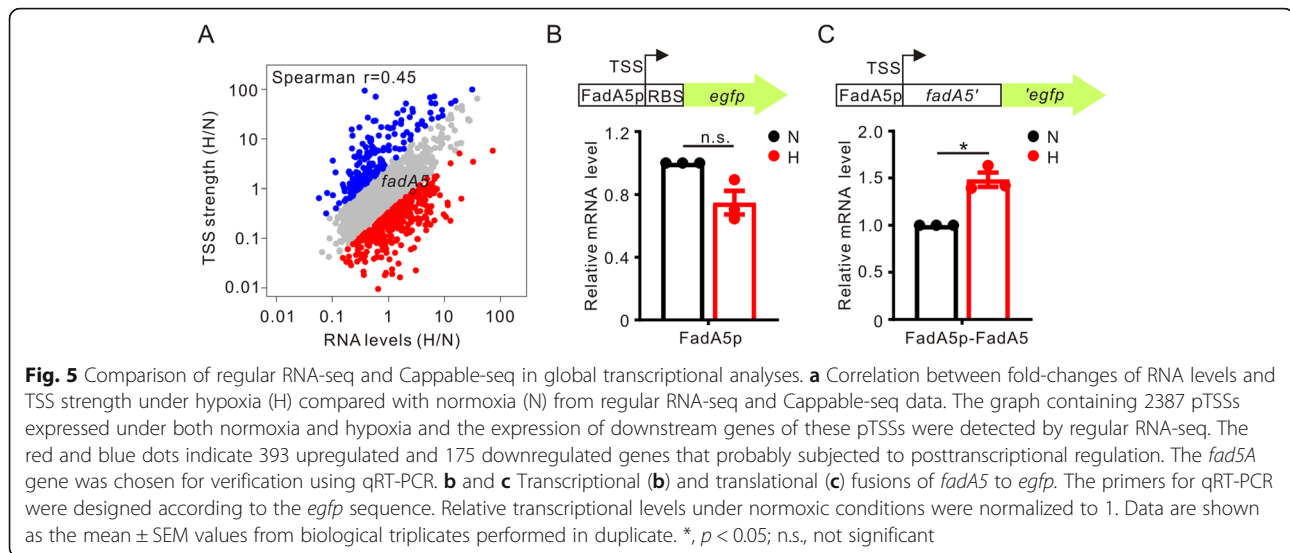 A
Spearman r=0.45
100
10
1
0.1
0.01
fadA5
TSS strength (H/N)
0.01 0.1 1 10 100
RNA levels (H/N)
B
TSS
FadA5p RBS egfp
1.2
0.8
0.4
0
n.s.
N
H
Relative mRNA level
FadA5p
C
TSS
FadA5p fadA5' 'egfp
2.0
1.5
1.0
0.5
0
*
N
H
Relative mRNA level
FadA5p-FadA5
Fig. 5 Comparison of regular RNA-seq and Cappable-seq in global transcriptional analyses. a Correlation between fold-changes of RNA levels and
TSS strength under hypoxia (H) compared with normoxia (N) from regular RNA-seq and Cappable-seq data. The graph containing 2387 pTSSs
expressed under both normoxia and hypoxia and the expression of downstream genes of these pTSSs were detected by regular RNA-seq. The
red and blue dots indicate 393 upregulated and 175 downregulated genes that probably subjected to posttranscriptional regulation. The fad5A
gene was chosen for verification using qRT-PCR. b and c Transcriptional (b) and translational (c) fusions of fadA5 to egfp. The primers for qRT-PCR
were designed according to the egfp sequence. Relative transcriptional levels under normoxic conditions were normalized to 1. Data are shown
as the mean ± SEM values from biological triplicates performed in duplicate. *, p < 0.05; n.s., not significant